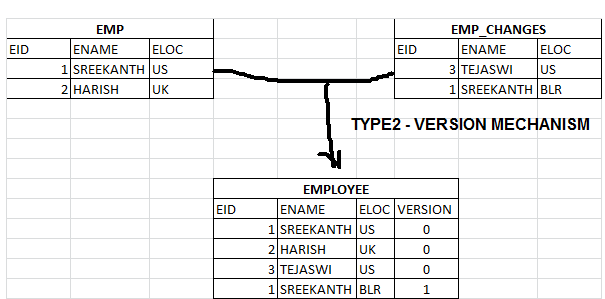 EMP EMP_CHANGES
EID ENAME ELOC EID ENAME ELOC
1 SREEKANTH US 3 TEJASWI US
2 HARISH UK 1 SREEKANTH BLR
TYPE2 - VERSION MECHANISM
EMPLOYEE
EID ENAME ELOC VERSION
1 SREEKANTH US 0
2 HARISH UK 0
3 TEJASWI US 0
1 SREEKANTH BLR 1